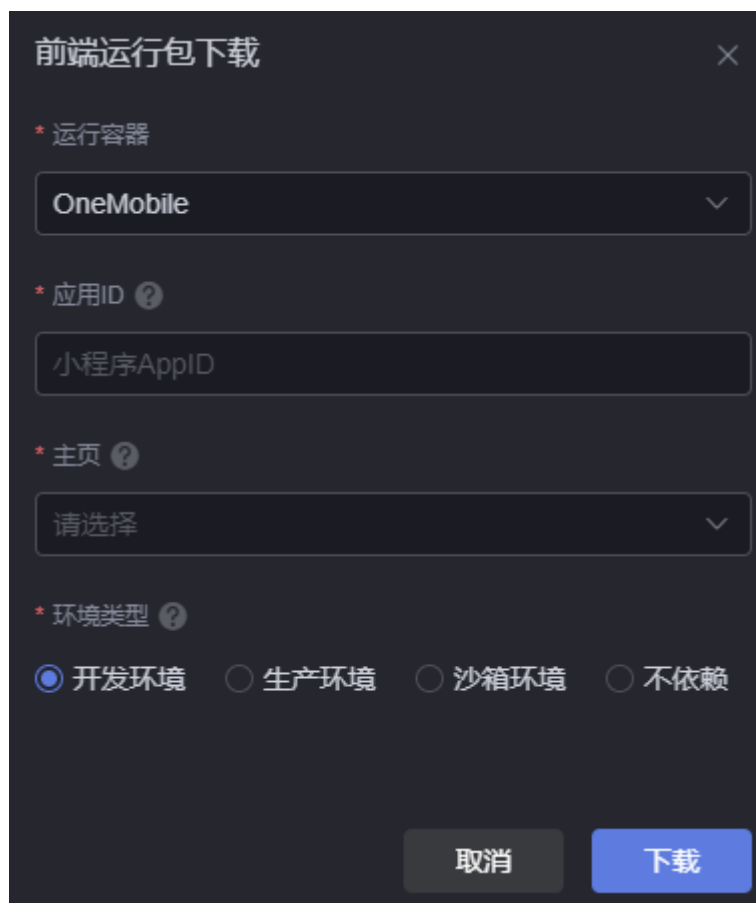 前端运行包下载
* 运行容器
OneMobile
* 应用ID
小程序AppID
* 主页
请选择
* 环境类型
开发环境 生产环境 沙箱环境 不依赖
取消 下载